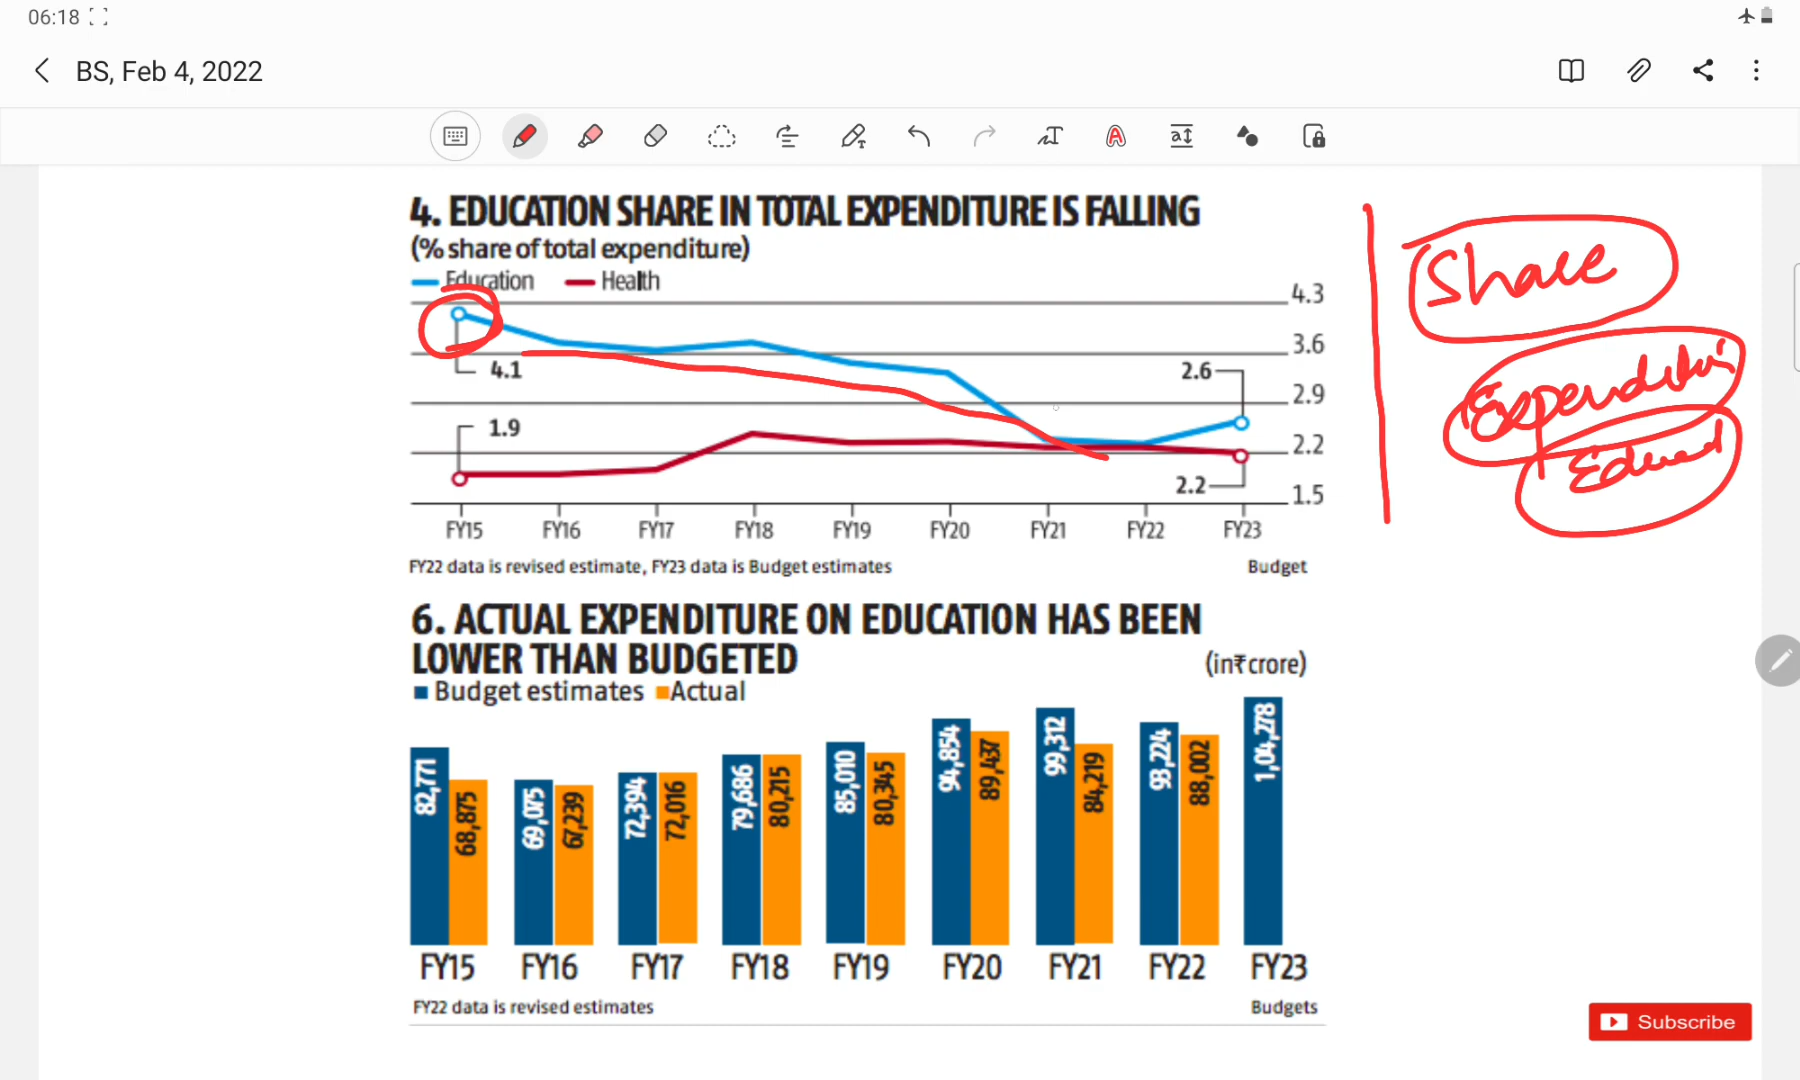 06:18
BS, Feb 4, 2022
4. EDUCATION SHARE IN TOTAL EXPENDITURE IS FALLING
(% share of total expenditure)
Education Health
4.3
3.6
2.9
2.2
1.5
4.1
1.9
2.6
2.2
FY15 FY16 FY17 FY18 FY19 FY20 FY21 FY22 FY23
FY22 data is revised estimate, FY23 data is Budget estimates Budget
Share
6. ACTUAL EXPENDITURE ON EDUCATION HAS BEEN
LOWER THAN BUDGETED (in ₹ crore)
Budget estimates Actual
82,771 68,875 69,075 67,239 72,394 72,016 79,686 80,215 85,010 80,345 94,854 89,437 99,312 84,219 93,224 88,002 1,04,278
FY15 FY16 FY17 FY18 FY19 FY20 FY21 FY22 FY23
FY22 data is revised estimates Budgets
Subscribe